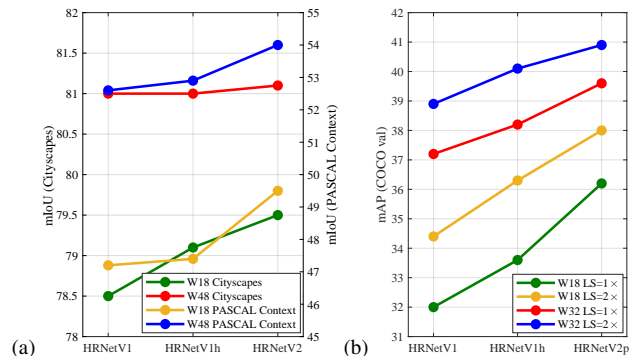 82
81.5
81
80.5
80
79.5
79
78.5
78
mIoU (Cityscapes)
55
54
53
52
51
50
49
48
47
46
45
mIoU (PASCAL Context)
W18 Cityscapes
W48 Cityscapes
W18 PASCAL Context
W48 PASCAL Context
HRNetV1 HRNetV1h HRNetV2
(a)
42
41
40
39
38
37
36
35
34
33
32
31
mAP (COCO val)
W18 LS=1×
W18 LS=2×
W32 LS=1×
W32 LS=2×
HRNetV1 HRNetV1h HRNetV2p
(b)